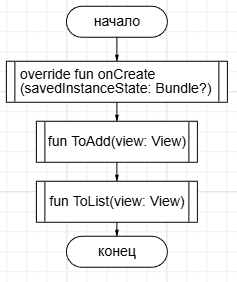 начало
override fun onCreate
(savedInstanceState: Bundle?)
fun ToAdd(view: View)
fun ToList(view: View)
конец